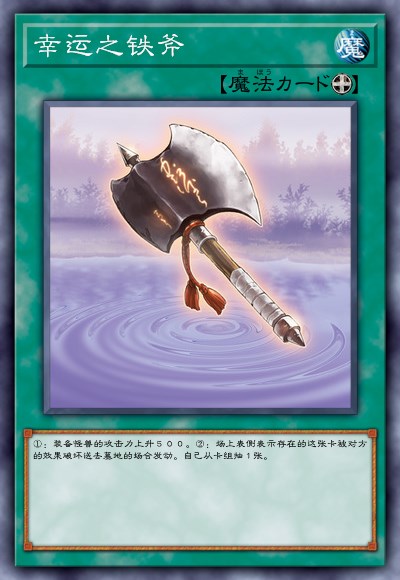 幸运之铁斧
魔
【魔法カード】
まほう
①：装备怪兽的攻击力上升５００。②：场上表侧表示存在的这张卡被对方
的效果破坏送去墓地的场合发动。自己从卡组抽１张。